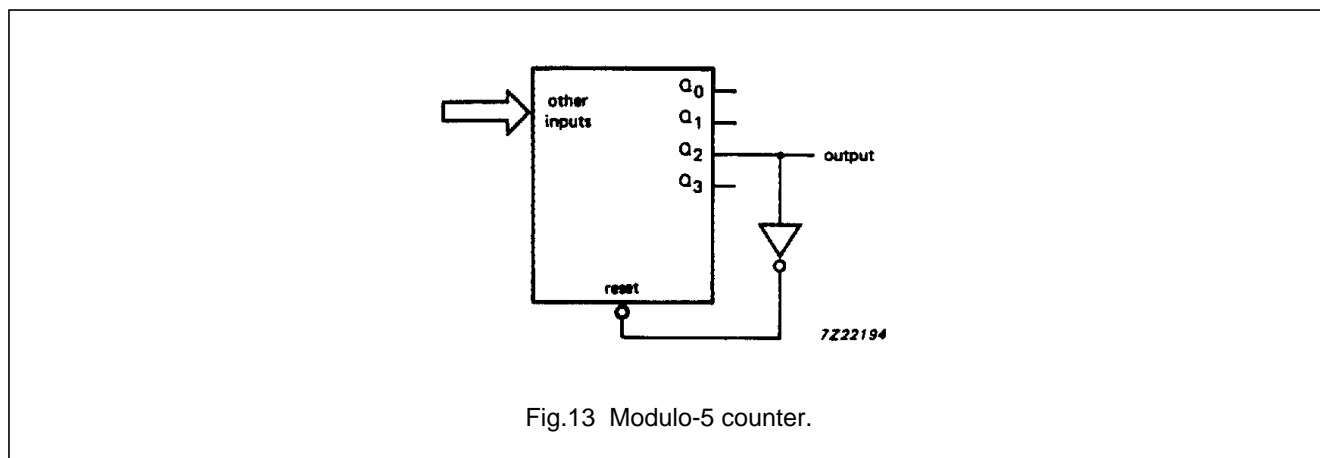 other
inputs
Q0
Q1
Q2
output
Q3
reset
7Z22194
Fig.13 Modulo-5 counter.